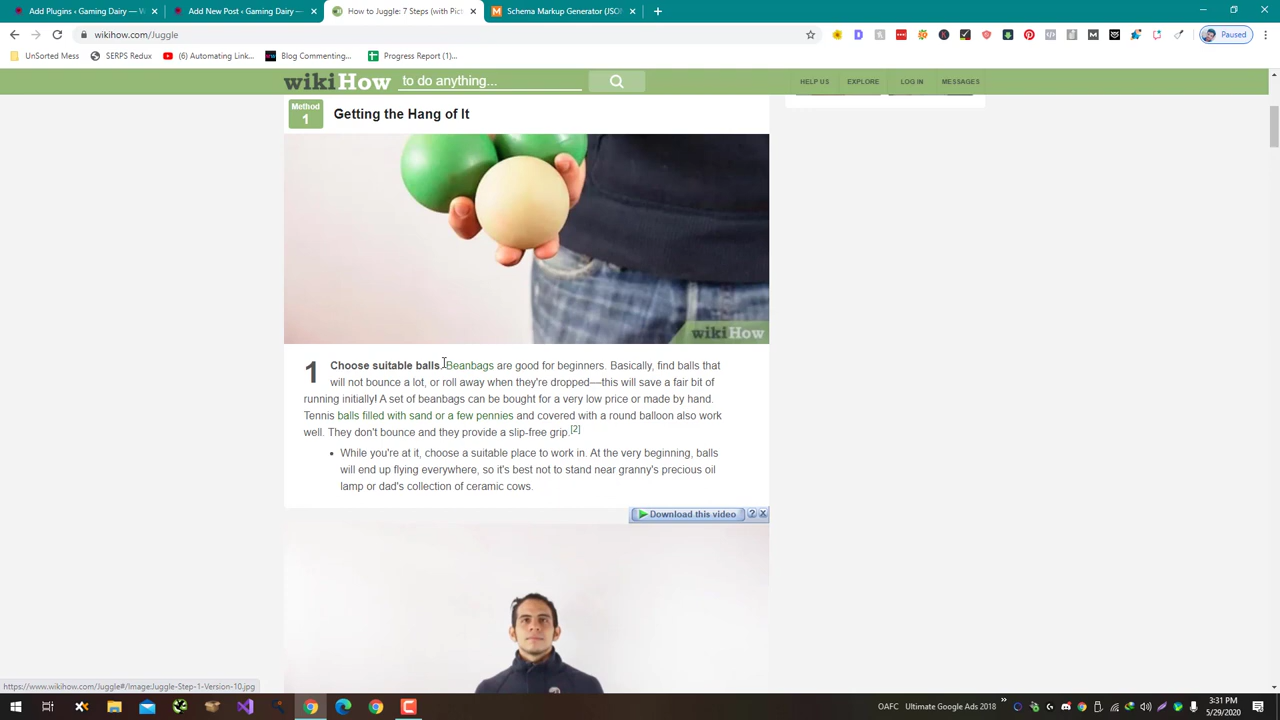 Add Plugins ‹ Gaming Dairy — W
Add New Post ‹ Gaming Dairy —
How to Juggle: 7 Steps (with Pict
Schema Markup Generator (JSON
wikihow.com/Juggle
Paused
UnSorted Mess
SERPS Redux
(6) Automating Link...
Blog Commenting...
Progress Report (SO...
wikiHow
to do anything...
HELP US
EXPLORE
LOG IN
MESSAGES
Method
1
Getting the Hang of It
wikiHow
1
Choose suitable balls. Beanbags are good for beginners. Basically, find balls that
will not bounce a lot, or roll away when they're dropped—this will save a fair bit of
running initially! A set of beanbags can be bought for a very low price or made by hand.
Tennis balls filled with sand or a few pennies and covered with a round balloon also work
well. They don't bounce and they provide a slip-free grip.[2]
• While you're at it, choose a suitable place to work in. At the very beginning, balls
will end up flying everywhere, so it's best not to stand near granny's precious oil
lamp or dad's collection of ceramic cows.
Download this video ? X
https://www.wikihow.com/Juggle#/Image:Juggle-Step-1-Version-10.jpg
OAFC
Ultimate Google Ads 2018
3:31 PM
5/29/2020